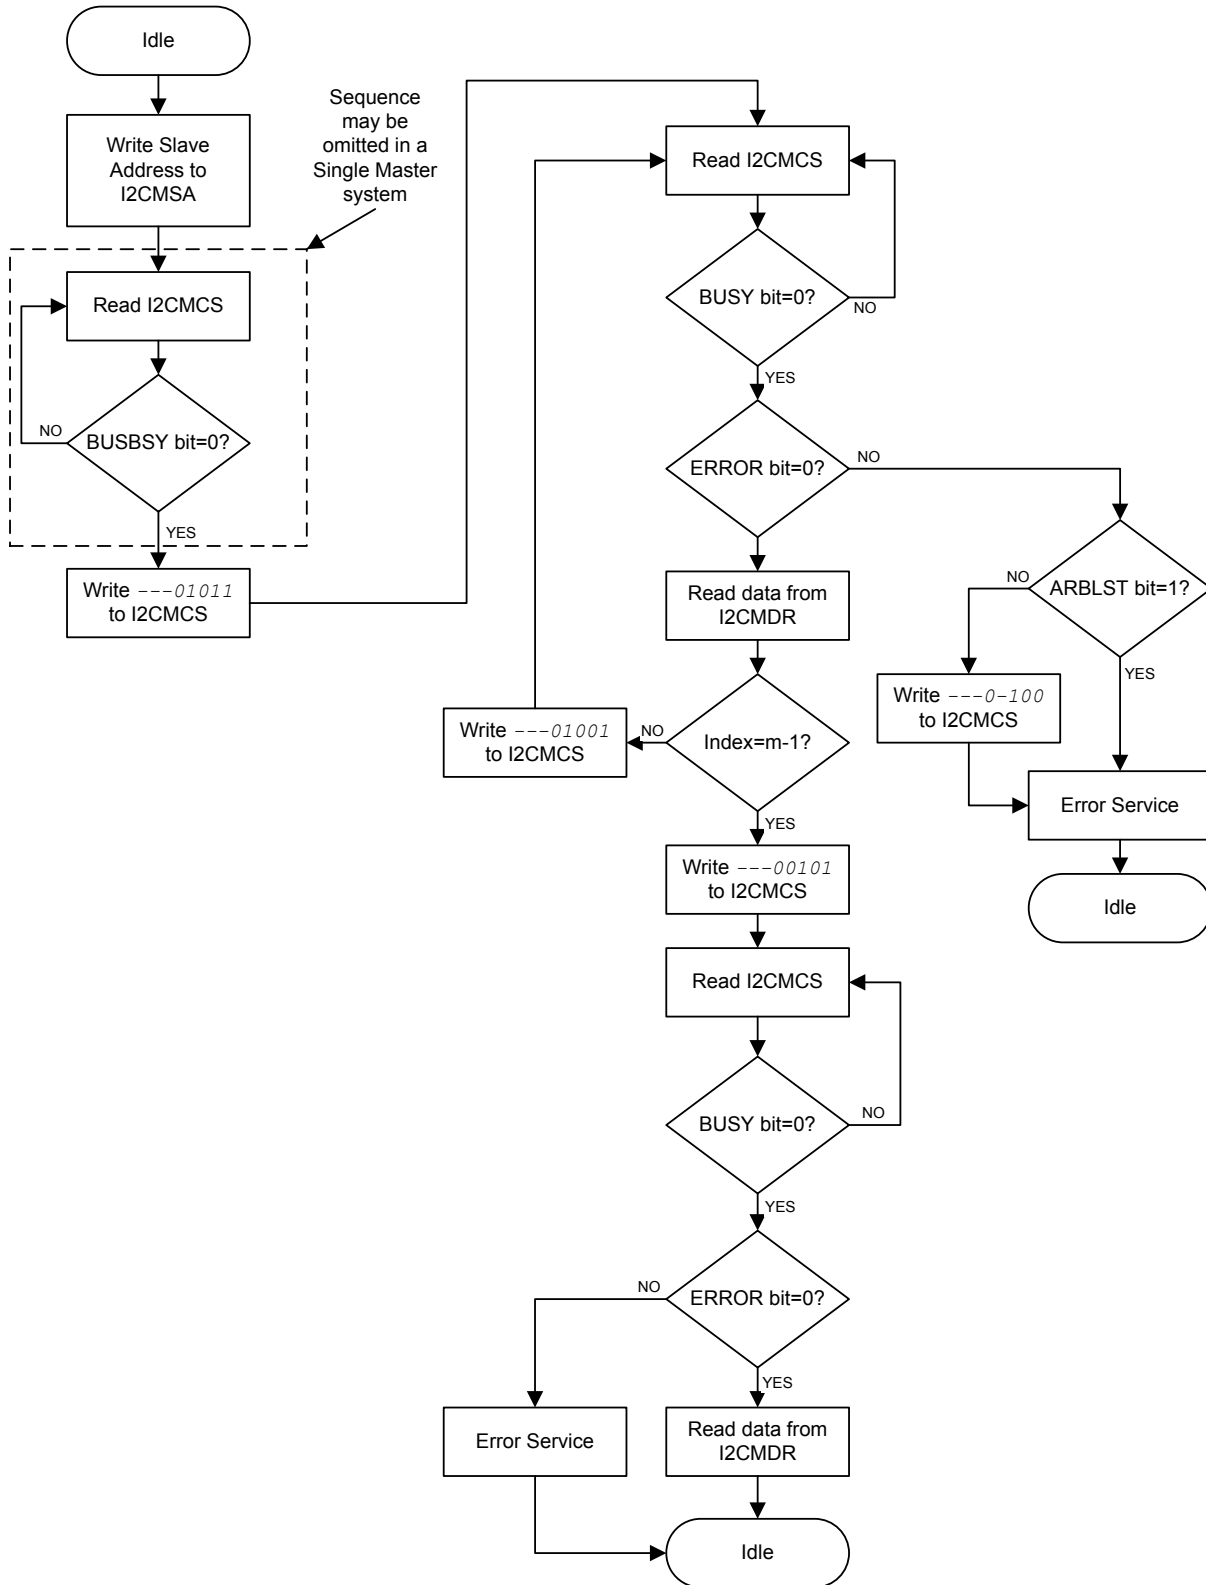 Idle
Write Slave
Address to
I2CMSA
Sequence
may be
omitted in a
Single Master
system
Read I2CMCS
BUSBSY bit=0?
NO
YES
Write ---01011
to I2CMCS
Read I2CMCS
BUSY bit=0?
NO
YES
ERROR bit=0?
NO
Read data from
I2CMDR
ARBLST bit=1?
NO
YES
Write ---0-100
to I2CMCS
Error Service
Idle
Index=m-1?
NO
Write ---01001
to I2CMCS
YES
Write ---00101
to I2CMCS
Read I2CMCS
BUSY bit=0?
NO
YES
ERROR bit=0?
NO
YES
Error Service
Read data from
I2CMDR
Idle